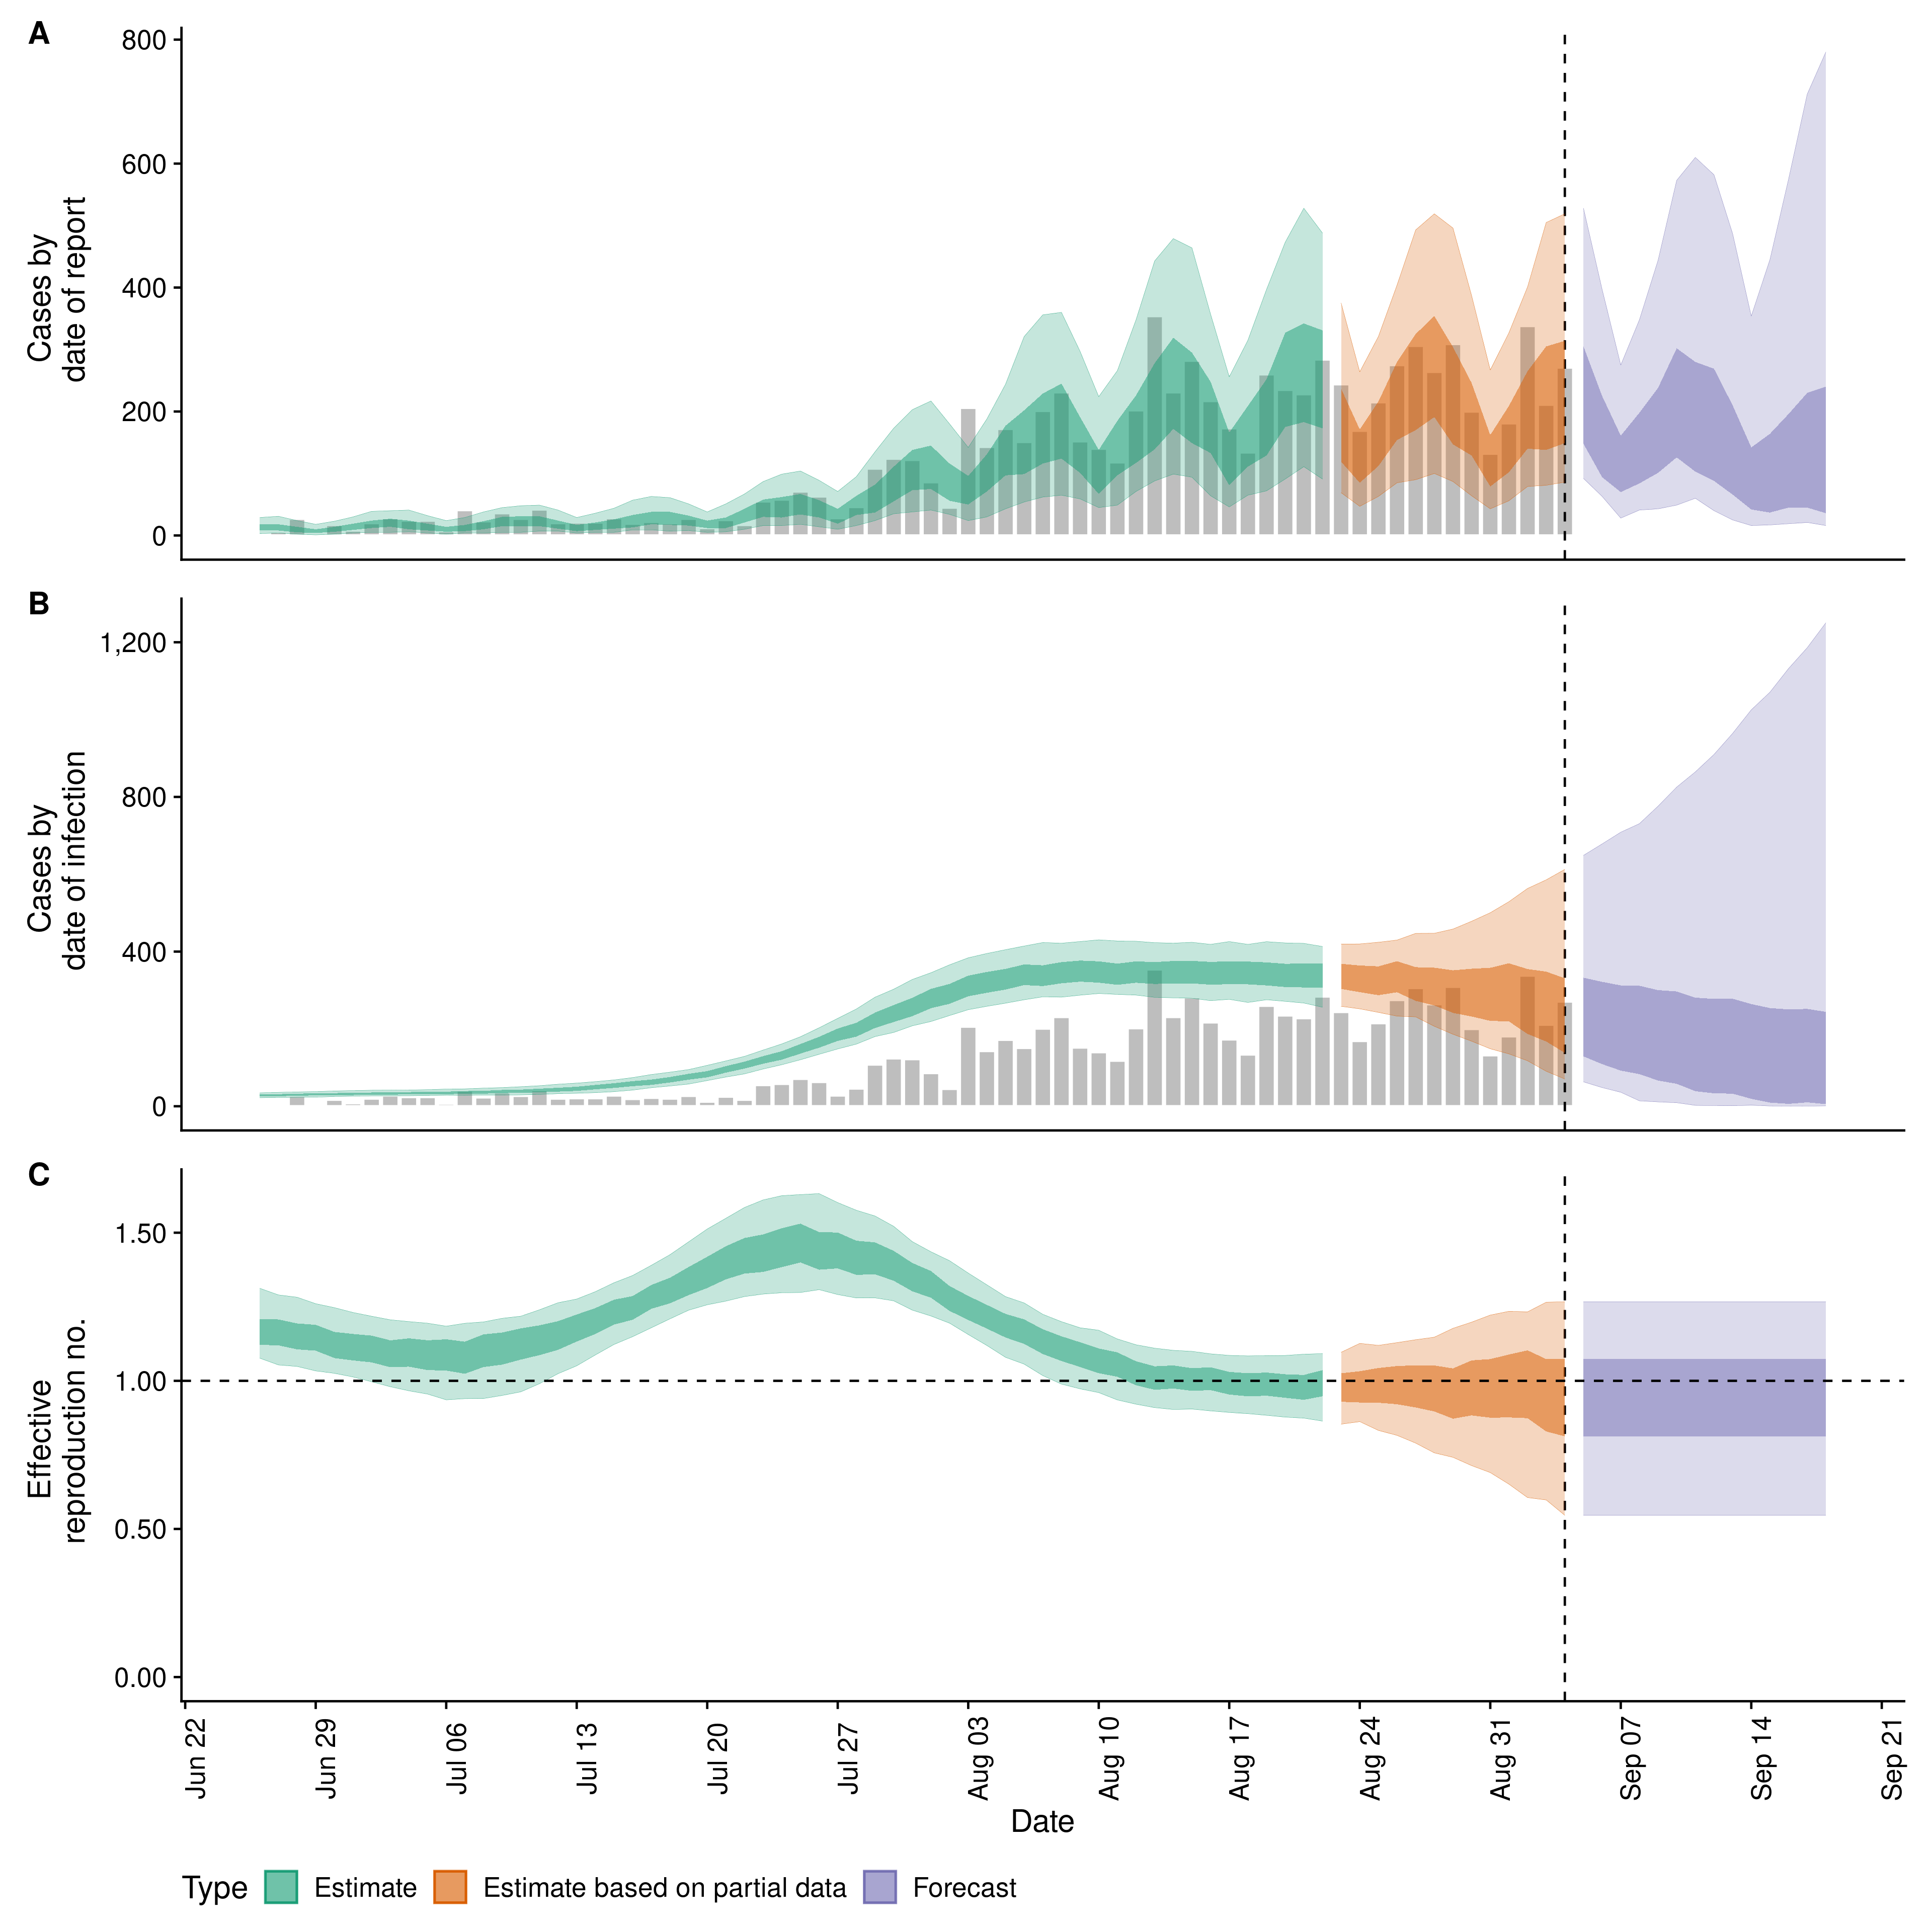 A
800
600
400
200
0
Cases by
date of report
B
1,200
800
400
0
Cases by
date of infection
C
1.50
1.00
0.50
0.00
Effective
reproduction no.
Jun 22
Jun 29
Jul 06
Jul 13
Jul 20
Jul 27
Aug 03
Aug 10
Aug 17
Aug 24
Aug 31
Sep 07
Sep 14
Sep 21
Date
Type Estimate Estimate based on partial data Forecast